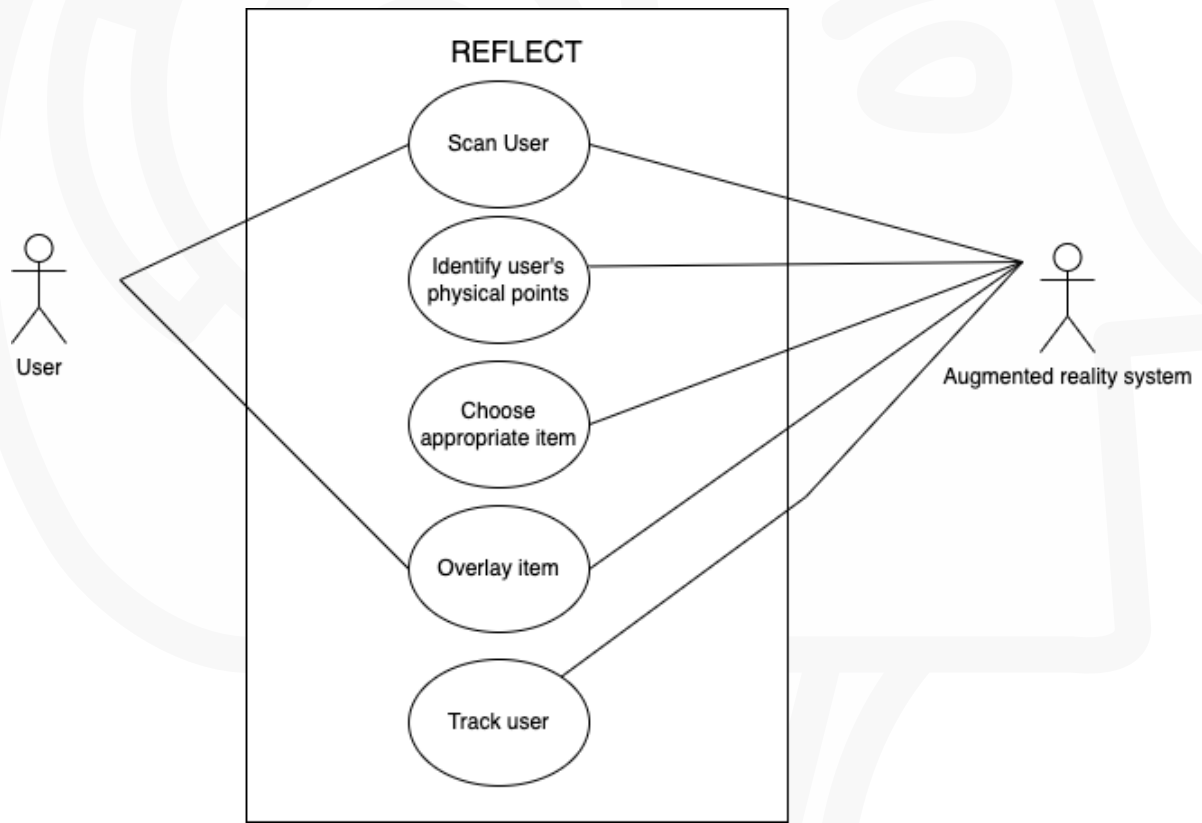 REFLECT
Scan User
Identify user's
physical points
User
Augmented reality system
Choose
appropriate item
Overlay item
Track user